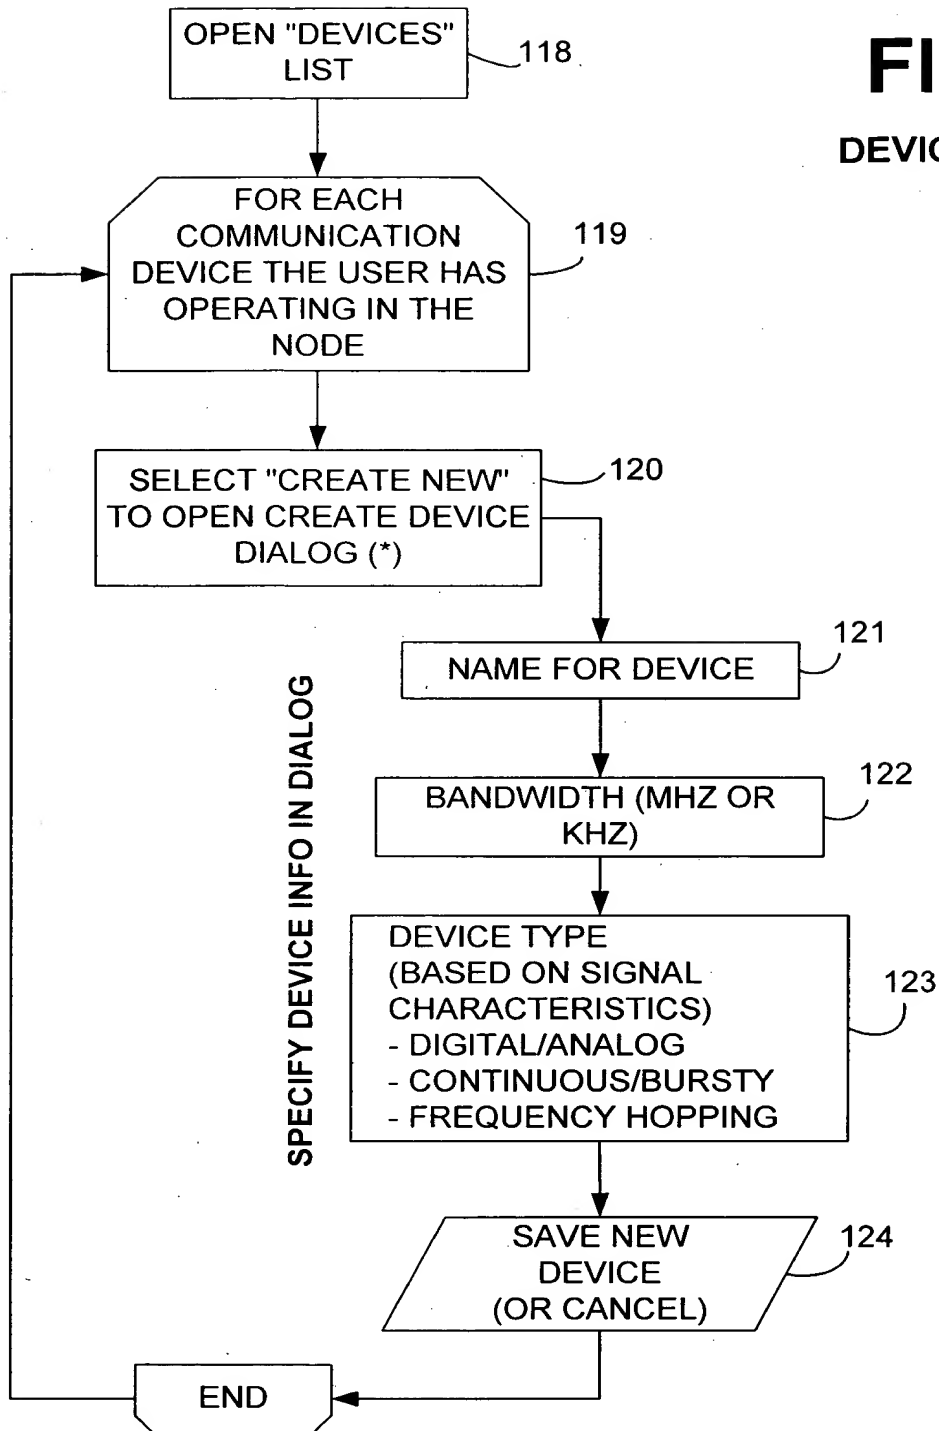 OPEN "DEVICES"
LIST
118
FI
DEVIC
FOR EACH
COMMUNICATION
DEVICE THE USER HAS
OPERATING IN THE
NODE
119
SELECT "CREATE NEW"
TO OPEN CREATE DEVICE
DIALOG (*)
120
SPECIFY DEVICE INFO IN DIALOG
NAME FOR DEVICE
121
BANDWIDTH (MHZ OR
KHZ)
122
DEVICE TYPE
(BASED ON SIGNAL
CHARACTERISTICS)
- DIGITAL/ANALOG
- CONTINUOUS/BURSTY
- FREQUENCY HOPPING
123
SAVE NEW
DEVICE
(OR CANCEL)
124
END